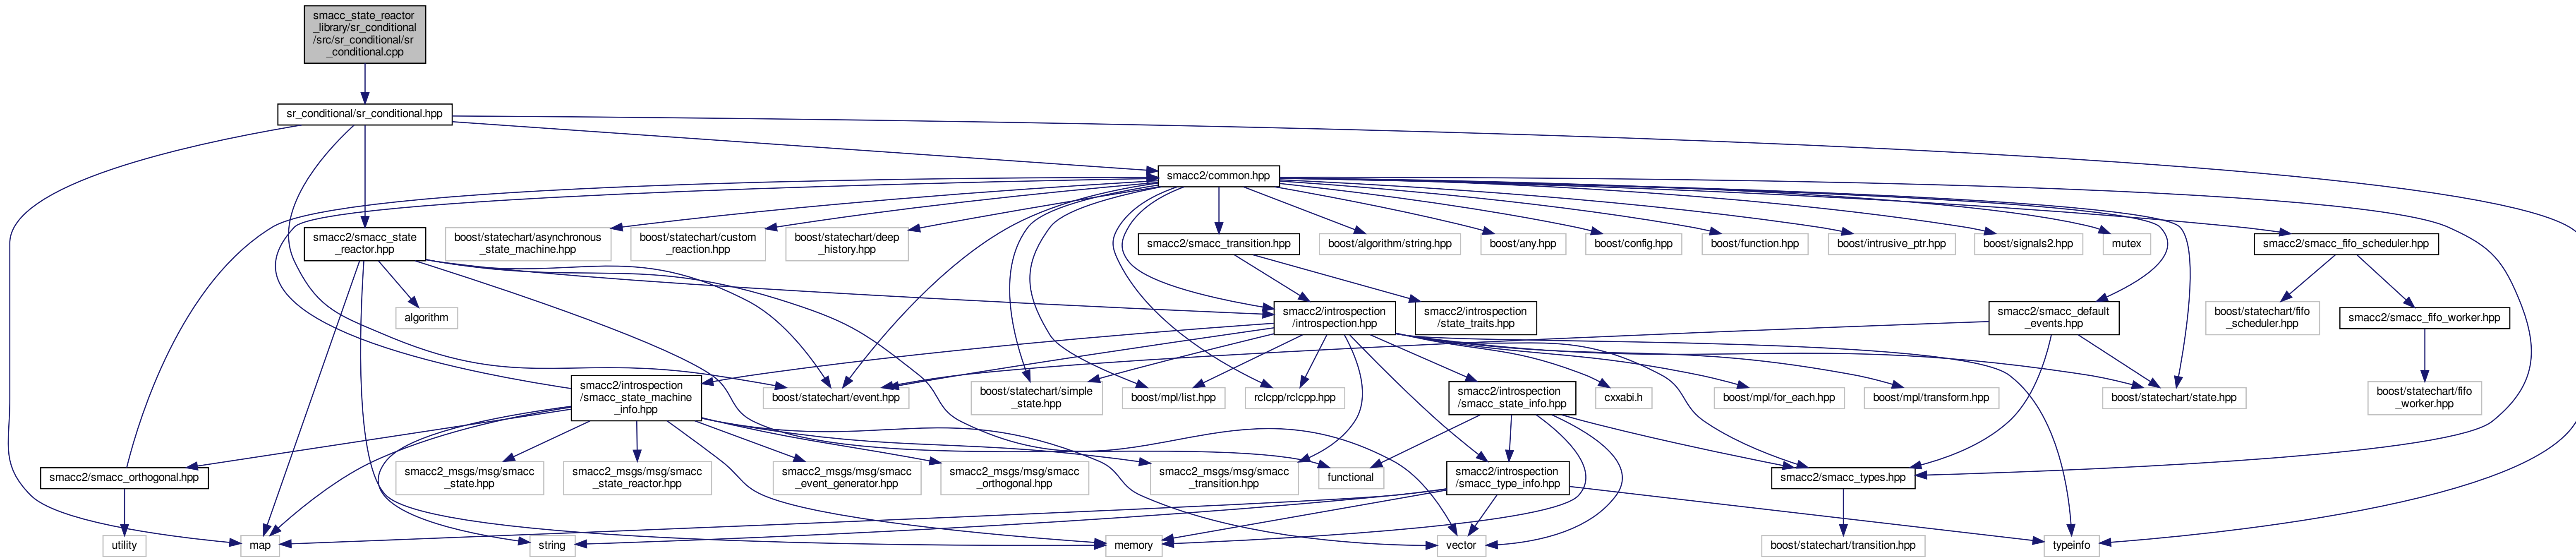 smacc_state_reactor
_library/sr_conditional
/src/sr_conditional/sr
_conditional.cpp
sr_conditional/sr_conditional.hpp
smacc2/common.hpp
smacc2/smacc_state
_reactor.hpp
boost/statechart/asynchronous
_state_machine.hpp
boost/statechart/custom
_reaction.hpp
boost/statechart/deep
_history.hpp
smacc2/smacc_transition.hpp
boost/algorithm/string.hpp
boost/any.hpp
boost/config.hpp
boost/function.hpp
boost/intrusive_ptr.hpp
boost/signals2.hpp
mutex
smacc2/smacc_fifo_scheduler.hpp
algorithm
smacc2/introspection
/introspection.hpp
smacc2/introspection
/state_traits.hpp
smacc2/smacc_default
_events.hpp
boost/statechart/fifo
_scheduler.hpp
smacc2/smacc_fifo_worker.hpp
smacc2/introspection
/smacc_state_machine
_info.hpp
boost/statechart/event.hpp
boost/statechart/simple
_state.hpp
boost/mpl/list.hpp
rclcpp/rclcpp.hpp
smacc2/introspection
/smacc_state_info.hpp
cxxabi.h
boost/mpl/for_each.hpp
boost/mpl/transform.hpp
boost/statechart/state.hpp
boost/statechart/fifo
_worker.hpp
smacc2/smacc_orthogonal.hpp
smacc2_msgs/msg/smacc
_state.hpp
smacc2_msgs/msg/smacc
_state_reactor.hpp
smacc2_msgs/msg/smacc
_event_generator.hpp
smacc2_msgs/msg/smacc
_orthogonal.hpp
smacc2_msgs/msg/smacc
_transition.hpp
functional
smacc2/introspection
/smacc_type_info.hpp
smacc2/smacc_types.hpp
utility
map
string
memory
vector
boost/statechart/transition.hpp
typeinfo